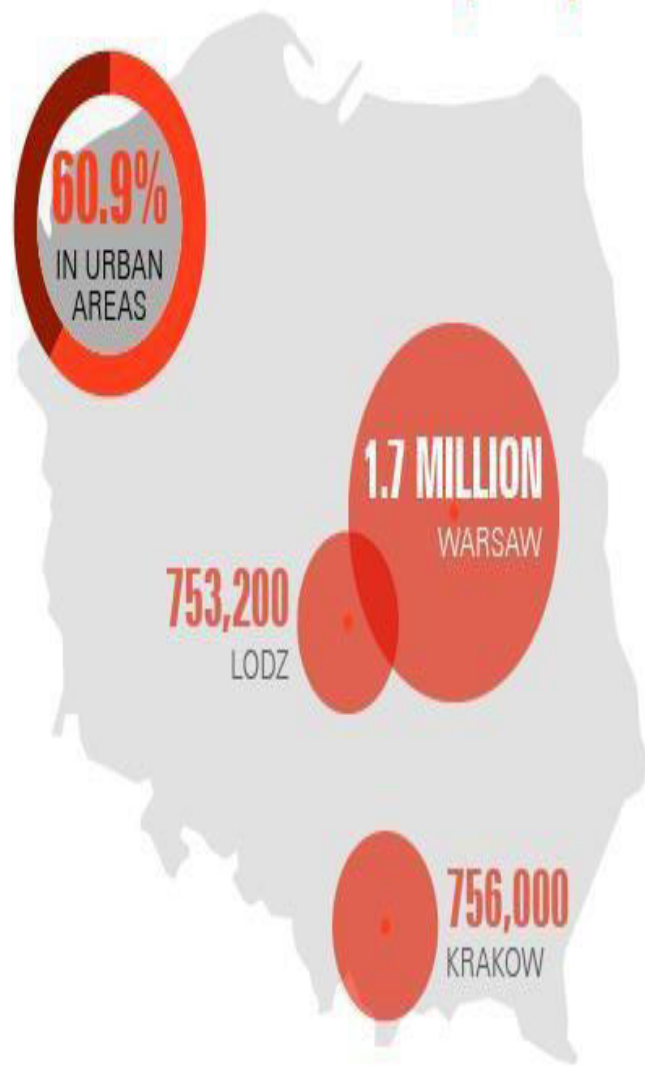 60.9%
IN URBAN
AREAS
1.7 MILLION
WARSAW
753,200
LODZ
756,000
KRAKOW